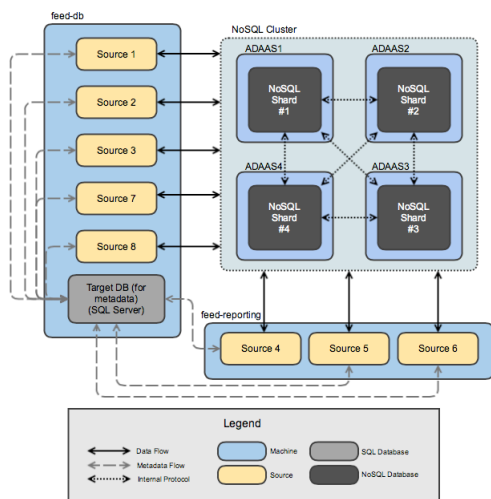 feed-db
NoSQL Cluster
ADAAS1
ADAAS2
Source 1
Source 2
Source 3
Source 7
Source 8
NoSQL
Shard
#1
NoSQL
Shard
#2
ADAAS4
ADAAS3
NoSQL
Shard
#4
NoSQL
Shard
#3
Target DB (for
metadata)
(SQL Server)
feed-reporting
Source 4
Source 5
Source 6
Legend
Data Flow
Metadata Flow
Internal Protocol
Machine
Source
SQL Database
NoSQL Database